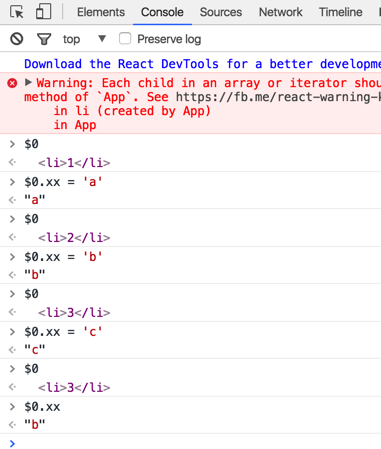 Elements Console Sources Network Timeline
top Preserve log
Download the React DevTools for a better developme
Warning: Each child in an array or iterator shou
method of `App`. See https://fb.me/react-warning-k
in li (created by App)
in App
$0
<li>1</li>
$0.xx = 'a'
"a"
$0
<li>2</li>
$0.xx = 'b'
"b"
$0
<li>3</li>
$0.xx = 'c'
"c"
$0
<li>3</li>
$0.xx
"b"